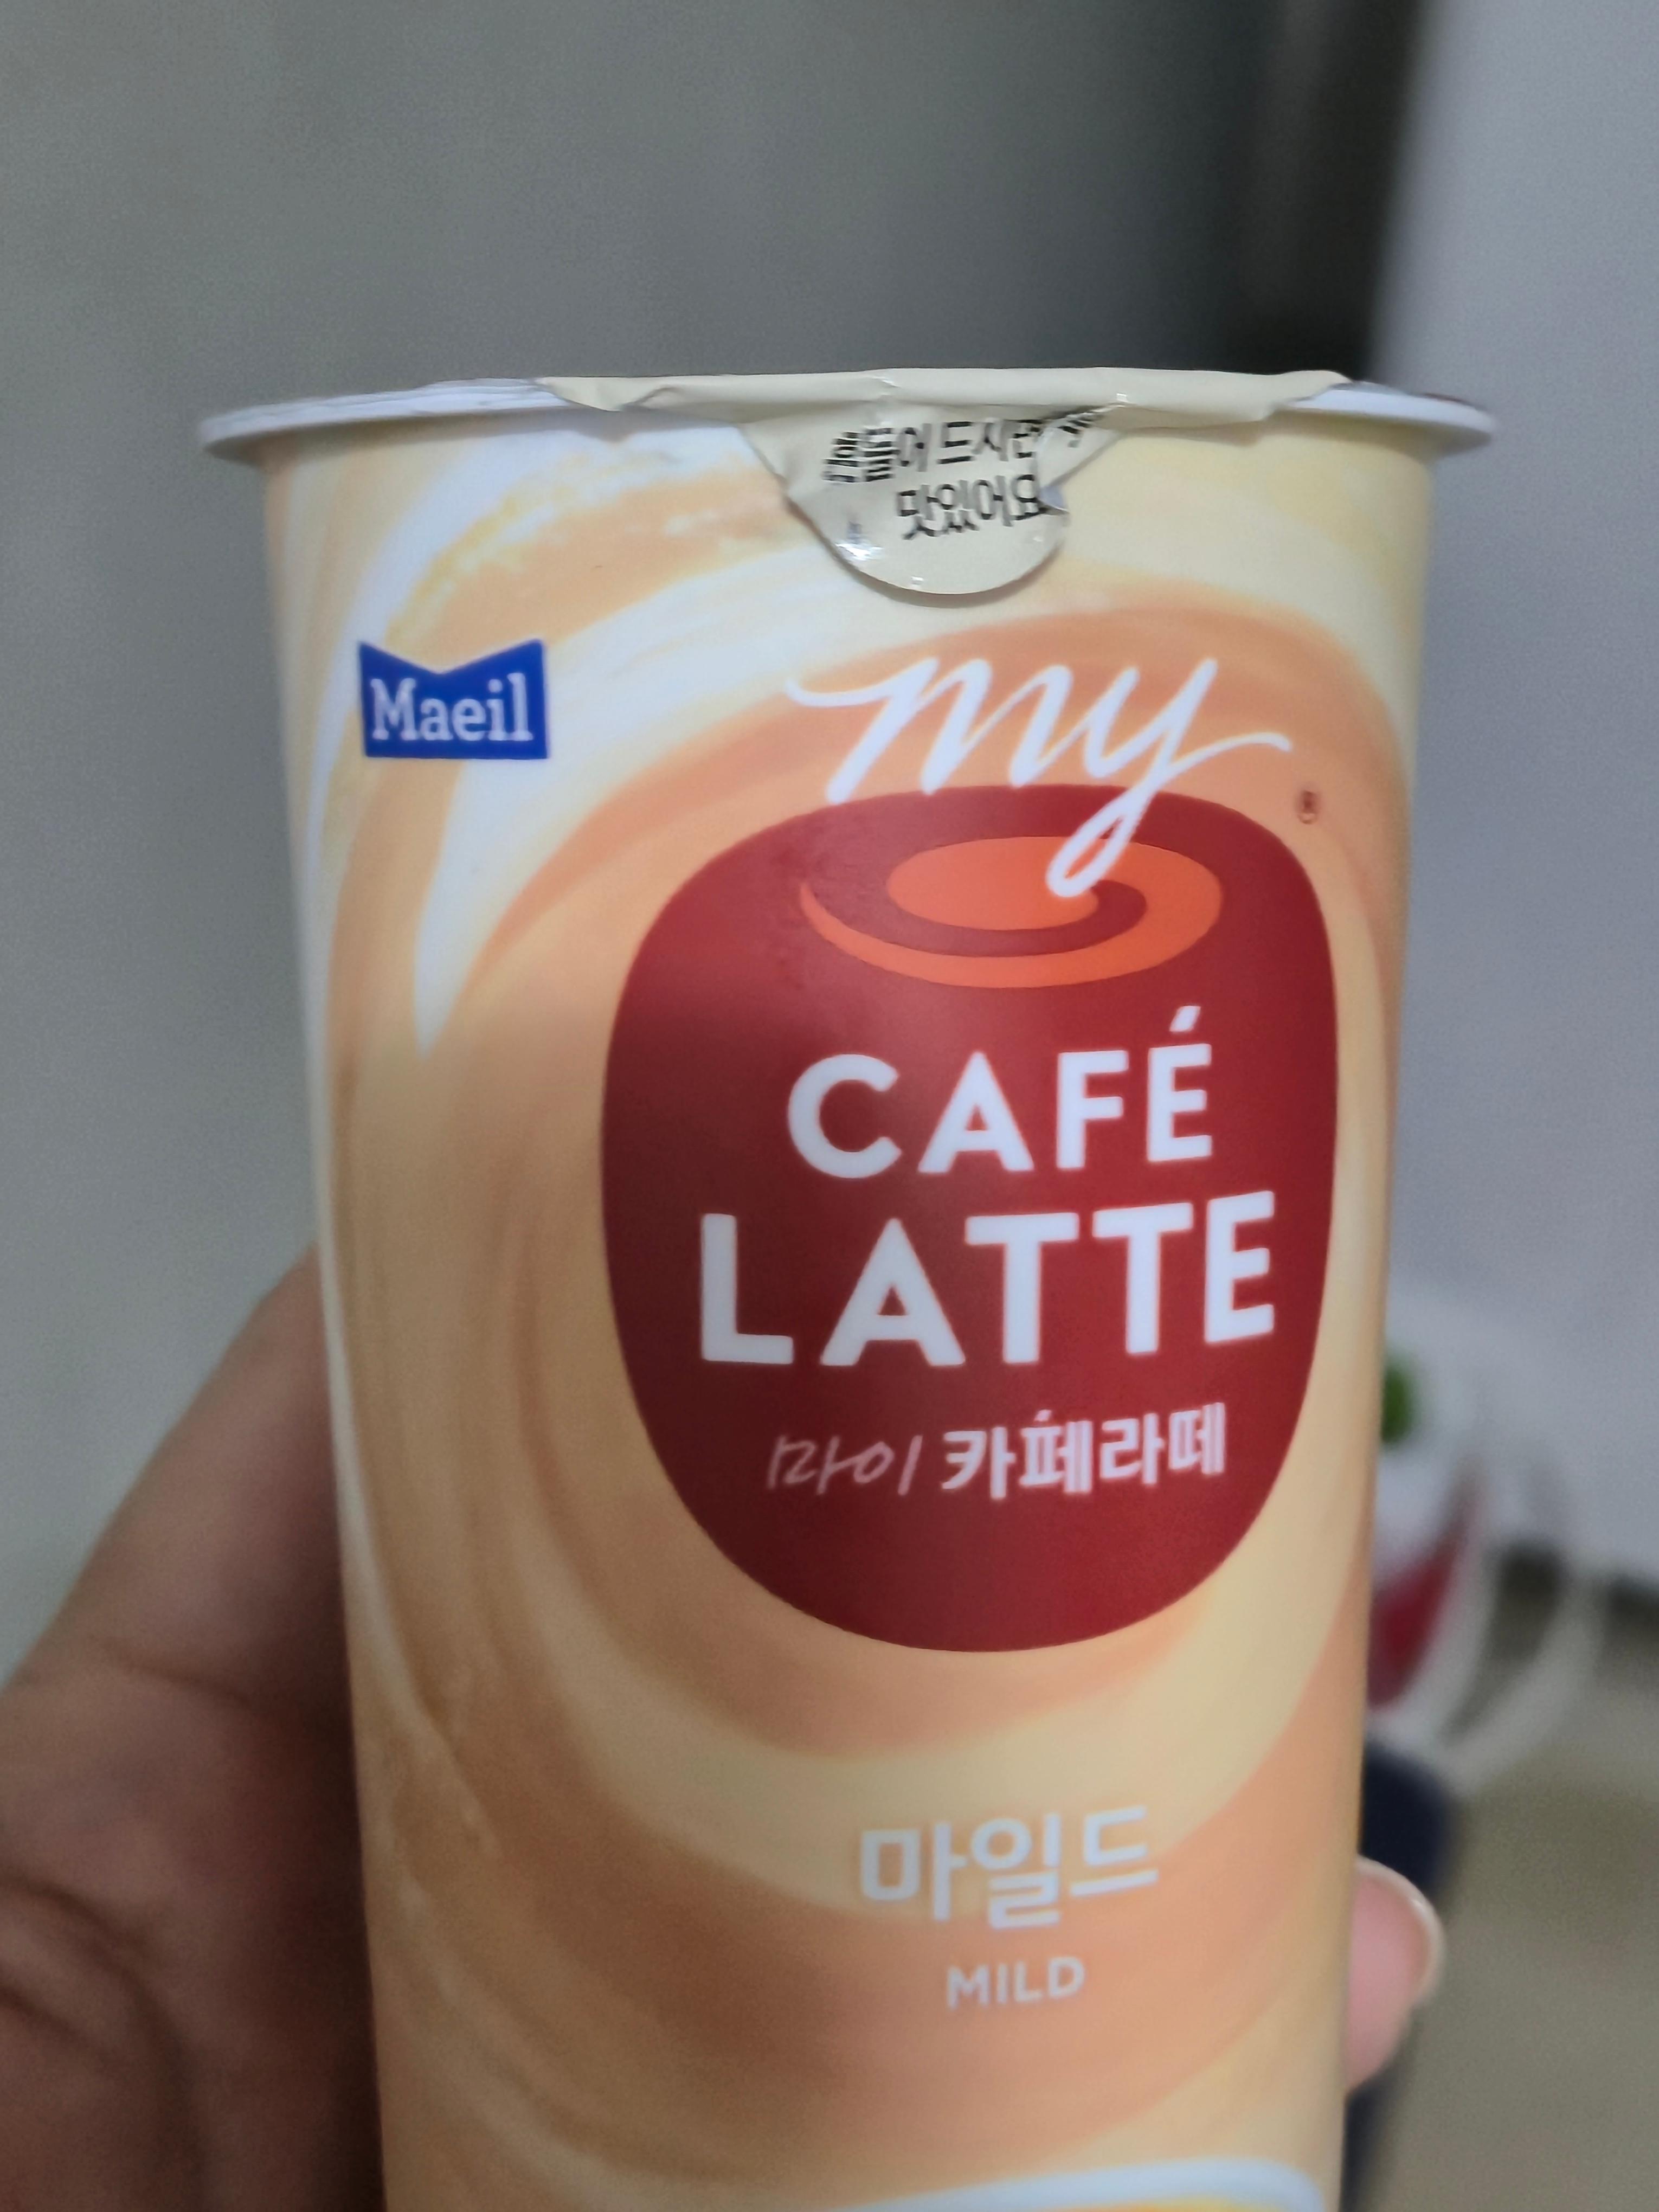 흔들어 드시면
맛있어요
Maeil
my
®
CAFÉ
LATTE
마이 카페라떼
마일드
MILD